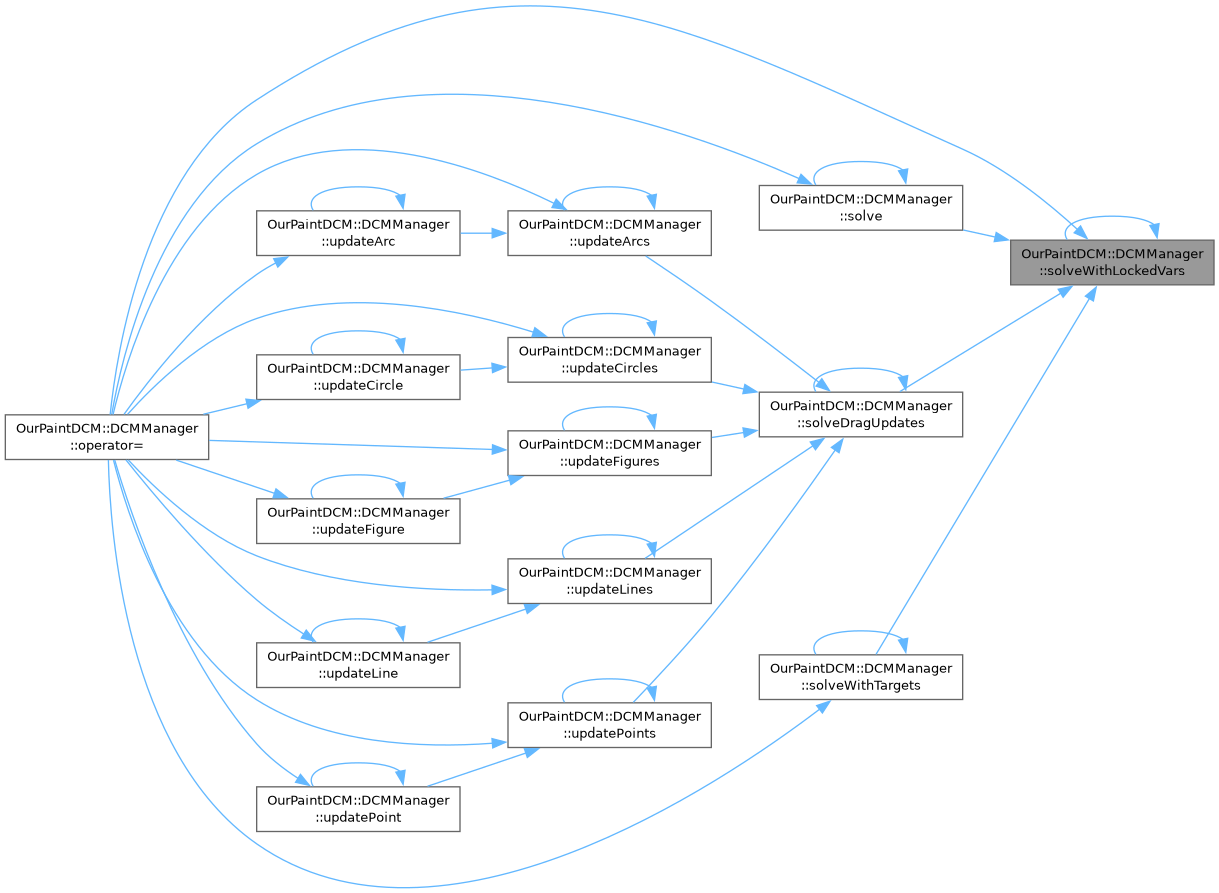 OurPaintDCM::DCMManager
::operator=
OurPaintDCM::DCMManager
::updateArc
OurPaintDCM::DCMManager
::updateCircle
OurPaintDCM::DCMManager
::updateFigure
OurPaintDCM::DCMManager
::updateLine
OurPaintDCM::DCMManager
::updatePoint
OurPaintDCM::DCMManager
::updateArcs
OurPaintDCM::DCMManager
::updateCircles
OurPaintDCM::DCMManager
::updateFigures
OurPaintDCM::DCMManager
::updateLines
OurPaintDCM::DCMManager
::updatePoints
OurPaintDCM::DCMManager
::solve
OurPaintDCM::DCMManager
::solveDragUpdates
OurPaintDCM::DCMManager
::solveWithTargets
OurPaintDCM::DCMManager
::solveWithLockedVars